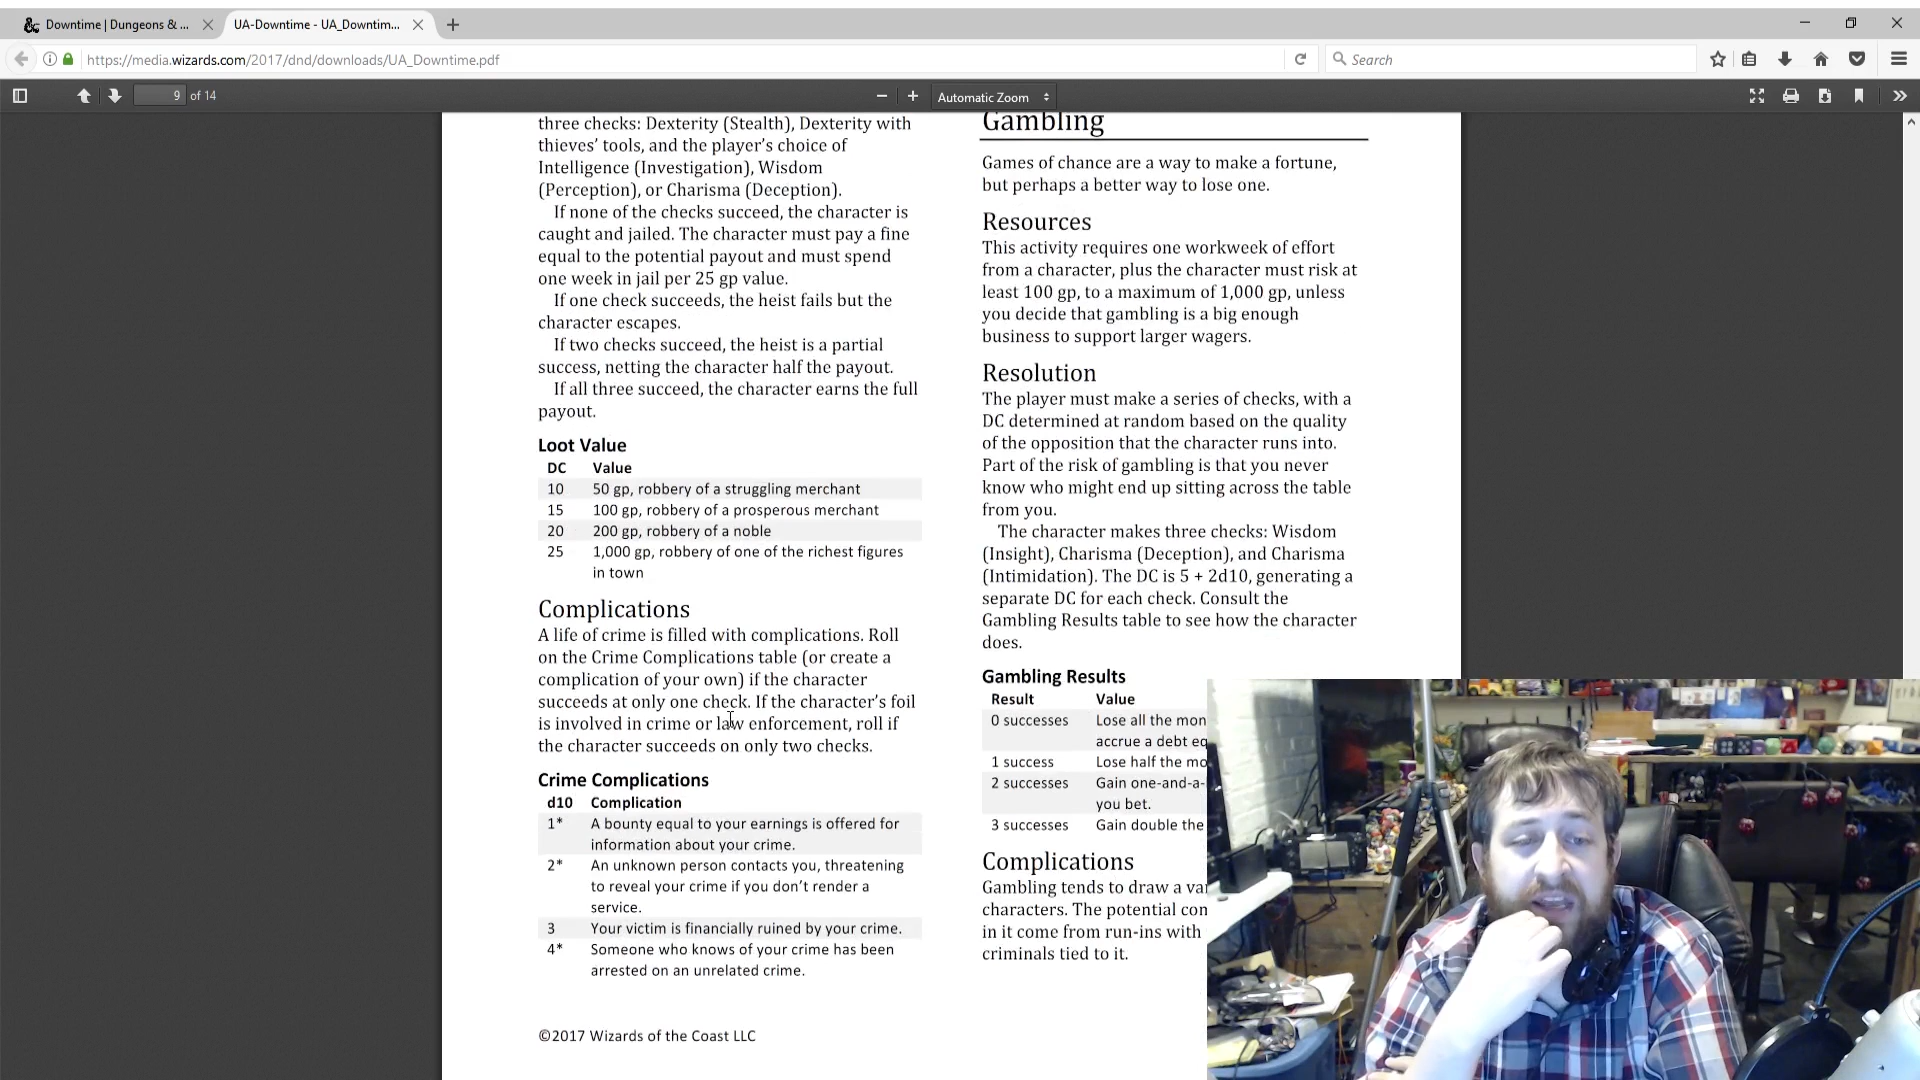 Downtime | Dungeons & ...
UA-Downtime - UA_Downtim...
https://media.wizards.com/2017/dnd/downloads/UA_Downtime.pdf
Search
9 of 14
Automatic Zoom
three checks: Dexterity (Stealth), Dexterity with
thieves’ tools, and the player’s choice of
Intelligence (Investigation), Wisdom
(Perception), or Charisma (Deception).
If none of the checks succeed, the character is
caught and jailed. The character must pay a fine
equal to the potential payout and must spend
one week in jail per 25 gp value.
If one check succeeds, the heist fails but the
character escapes.
If two checks succeed, the heist is a partial
success, netting the character half the payout.
If all three succeed, the character earns the full
payout.
Loot Value
DC Value
10 50 gp, robbery of a struggling merchant
15 100 gp, robbery of a prosperous merchant
20 200 gp, robbery of a noble
25 1,000 gp, robbery of one of the richest figures
in town
Complications
A life of crime is filled with complications. Roll
on the Crime Complications table (or create a
complication of your own) if the character
succeeds at only one check. If the character’s foil
is involved in crime or law enforcement, roll if
the character succeeds on only two checks.
Crime Complications
d10 Complication
1* A bounty equal to your earnings is offered for
information about your crime.
2* An unknown person contacts you, threatening
to reveal your crime if you don’t render a
service.
3 Your victim is financially ruined by your crime.
4* Someone who knows of your crime has been
arrested on an unrelated crime.
©2017 Wizards of the Coast LLC
Gambling
Games of chance are a way to make a fortune,
but perhaps a better way to lose one.
Resources
This activity requires one workweek of effort
from a character, plus the character must risk at
least 100 gp, to a maximum of 1,000 gp, unless
you decide that gambling is a big enough
business to support larger wagers.
Resolution
The player must make a series of checks, with a
DC determined at random based on the quality
of the opposition that the character runs into.
Part of the risk of gambling is that you never
know who might end up sitting across the table
from you.
The character makes three checks: Wisdom
(Insight), Charisma (Deception), and Charisma
(Intimidation). The DC is 5 + 2d10, generating a
separate DC for each check. Consult the
Gambling Results table to see how the character
does.
Gambling Results
Result Value
0 successes Lose all the mon
accrue a debt eq
1 success Lose half the mo
2 successes Gain one-and-a-
you bet.
3 successes Gain double the
Complications
Gambling tends to draw a va
characters. The potential con
in it come from run-ins with
criminals tied to it.